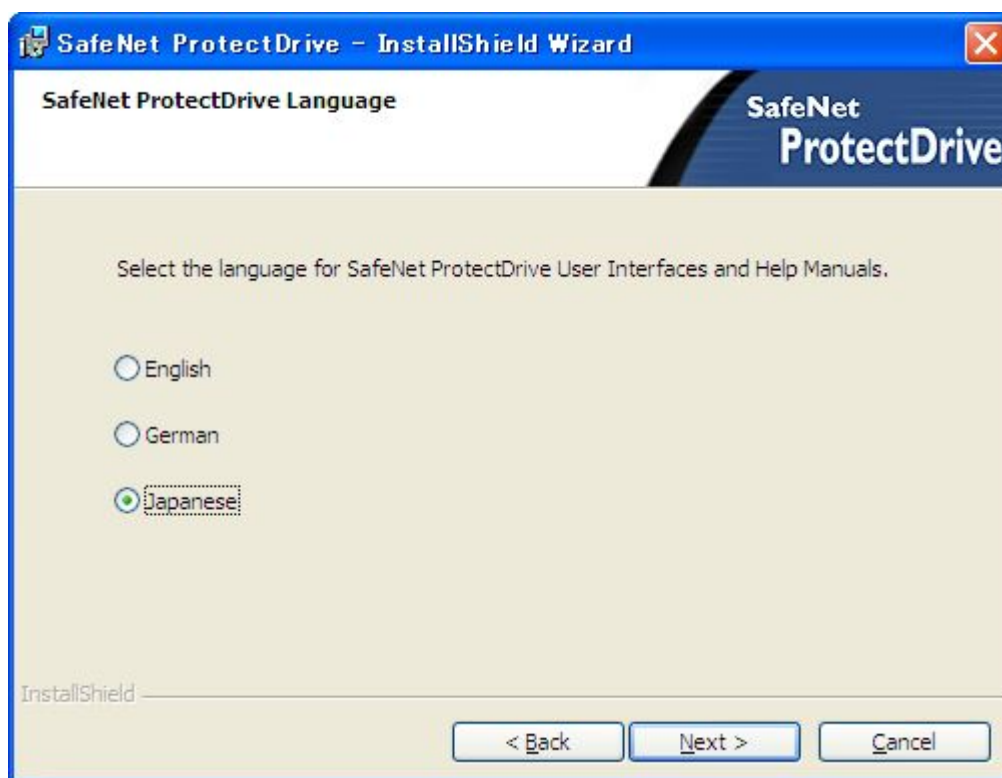 SafeNet ProtectDrive - InstallShield Wizard
SafeNet ProtectDrive Language
SafeNet
ProtectDrive
Select the language for SafeNet ProtectDrive User Interfaces and Help Manuals.
English
German
Japanese
InstallShield
< Back Next > Cancel